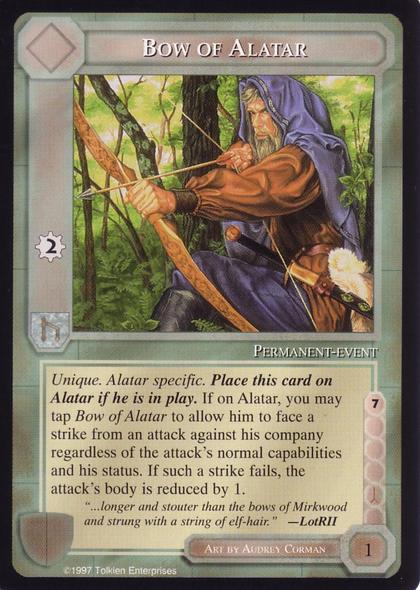 BOW OF ALATAR
2
PERMANENT-EVENT
Unique. Alatar specific. Place this card on
Alatar if he is in play. If on Alatar, you may
tap Bow of Alatar to allow him to face a
strike from an attack against his company
regardless of the attack's normal capabilities
and his status. If such a strike fails, the
attack's body is reduced by 1.
"...longer and stouter than the bows of Mirkwood
and strung with a string of elf-hair." —LotRII
7
ART BY AUDREY CORMAN
1
©1997 Tolkien Enterprises